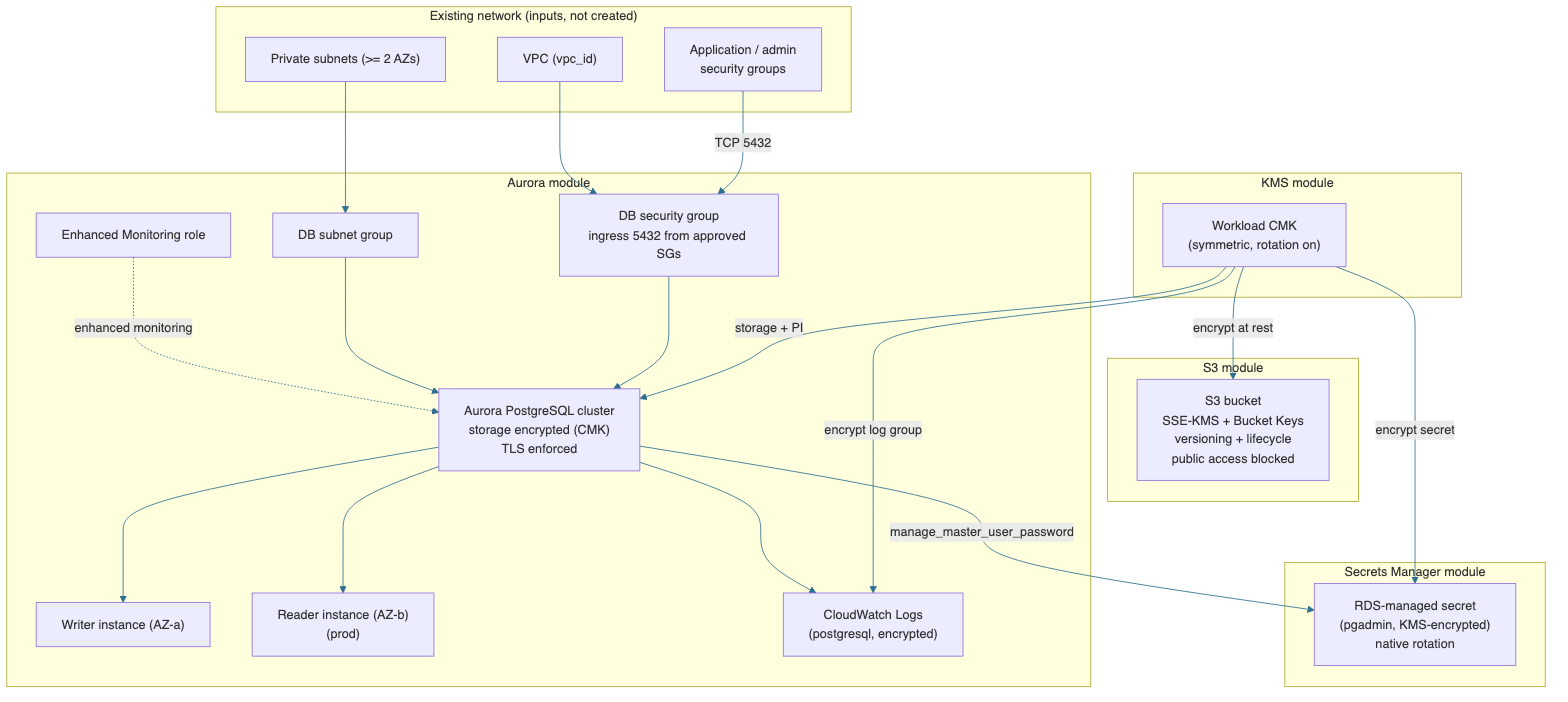 Existing network (inputs, not created)
Private subnets (>= 2 AZs)
VPC (vpc_id)
Application / admin
security groups
TCP 5432
Aurora module
KMS module
Enhanced Monitoring role
DB subnet group
DB security group
ingress 5432 from approved
SGs
Workload CMK
(symmetric, rotation on)
enhanced monitoring
storage + PI
encrypt at rest
S3 module
Aurora PostgreSQL cluster
storage encrypted (CMK)
TLS enforced
encrypt log group
S3 bucket
SSE-KMS + Bucket Keys
versioning + lifecycle
public access blocked
encrypt secret
manage_master_user_password
Secrets Manager module
Writer instance (AZ-a)
Reader instance (AZ-b)
(prod)
CloudWatch Logs
(postgresql, encrypted)
RDS-managed secret
(pgadmin, KMS-encrypted)
native rotation